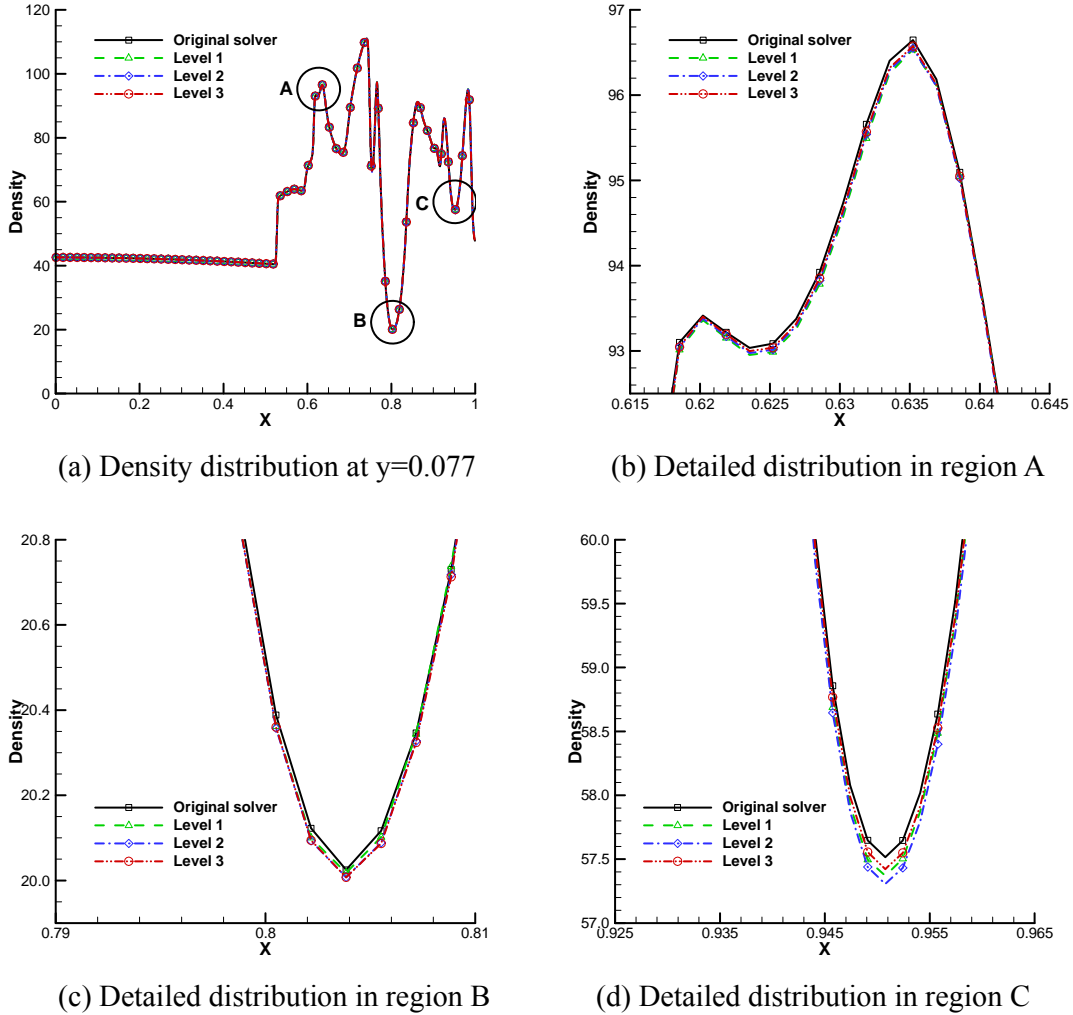 120
100
80
60
40
20
0
0
0.2
0.4
0.6
0.8
1
Density
X
Original solver
Level 1
Level 2
Level 3
A
B
C
(a) Density distribution at y=0.077
97
96
95
94
93
0.615
0.62
0.625
0.63
0.635
0.64
0.645
Density
X
Original solver
Level 1
Level 2
Level 3
(b) Detailed distribution in region A
20.8
20.6
20.4
20.2
20.0
0.79
0.8
0.81
Density
X
Original solver
Level 1
Level 2
Level 3
(c) Detailed distribution in region B
60.0
59.5
59.0
58.5
58.0
57.5
57.0
0.925
0.935
0.945
0.955
0.965
Density
X
Original solver
Level 1
Level 2
Level 3
(d) Detailed distribution in region C